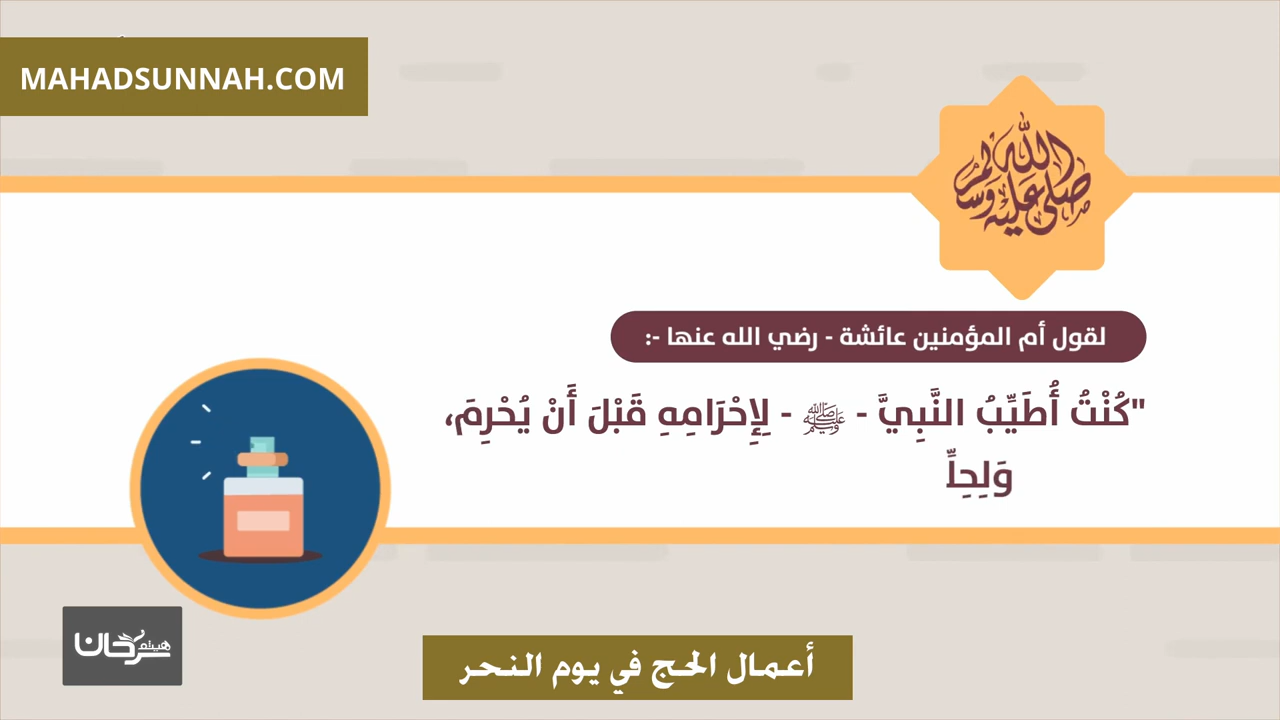 MAHADSUNNAH.COM
صلى الله عليه وسلم
لقول أم المؤمنين عائشة - رضي الله عنها -:
"كُنْتُ أُطَيِّبُ النَّبِيَّ - ﷺ - لِإِحْرَامِهِ قَبْلَ أَنْ يُحْرِمَ،
وَلِحِلِّ
هيثم سرحان
أعمال الحج في يوم النحر